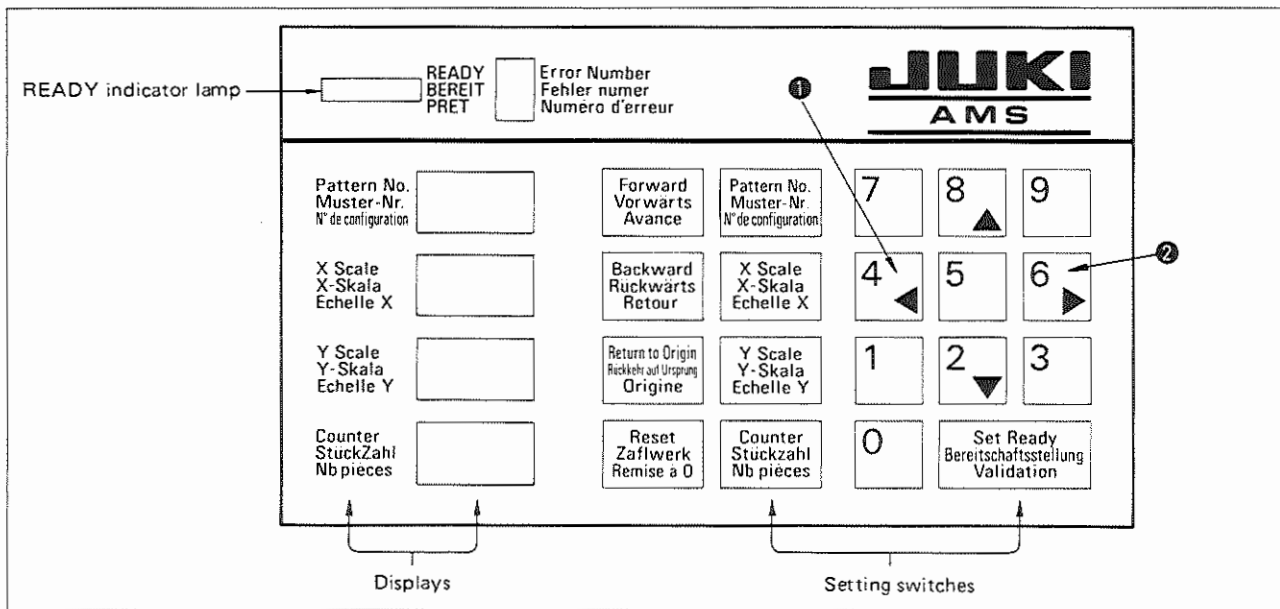 READY indicator lamp
READY
BEREIT
PRET
Error Number
Fehler numer
Numéro d'erreur
JUKI
AMS
❶
❷
Pattern No.
Muster-Nr.
N° de configuration
X Scale
X-Skala
Echelle X
Y Scale
Y-Skala
Echelle Y
Counter
StückZahl
Nb pièces
Forward
Vorwärts
Avance
Pattern No.
Muster-Nr.
N° de configuration
7
8
9
Backward
Rückwärts
Retour
X Scale
X-Skala
Echelle X
4
5
6
Return to Origin
Rückkehr auf Ursprung
Origine
Y Scale
Y-Skala
Echelle Y
1
2
3
Reset
Zaflwerk
Remise à 0
Counter
Stückzahl
Nb pièces
0
Set Ready
Bereitschaftsstellung
Validation
Displays
Setting switches